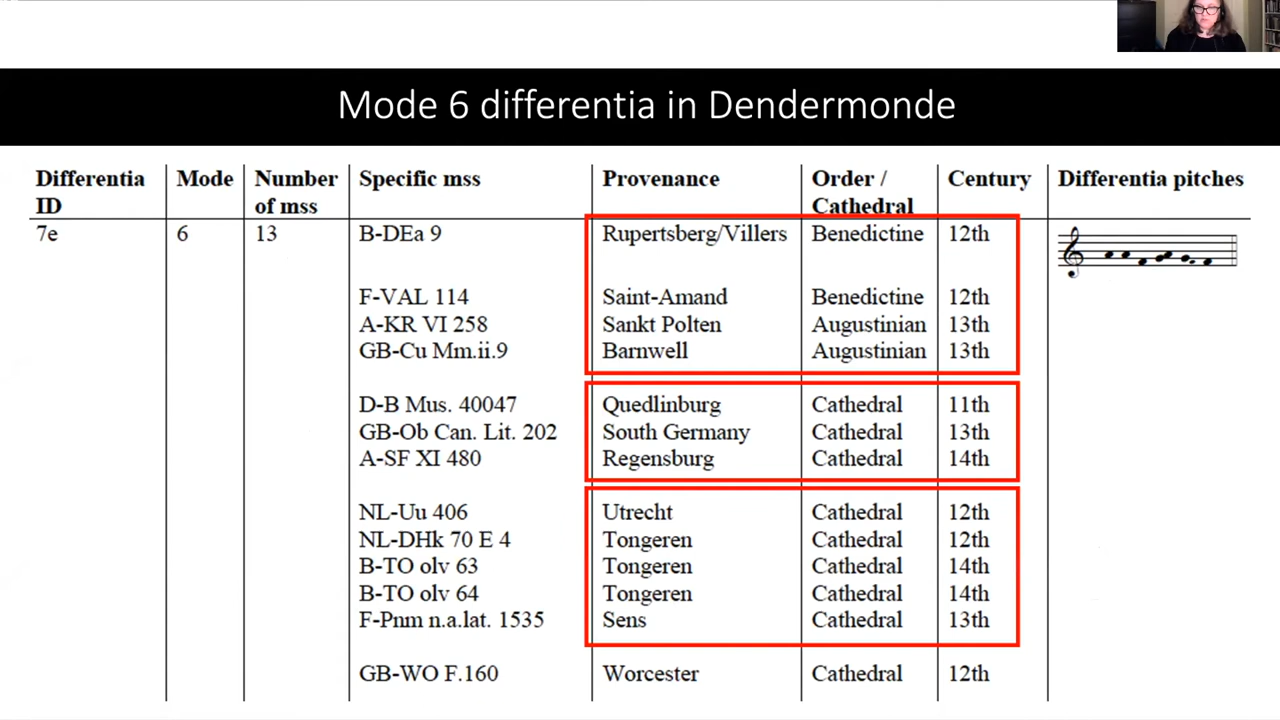 Mode 6 differentia in Dendermonde
Differentia ID Mode Number of mss Specific mss Provenance Order / Cathedral Century Differentia pitches
7e 6 13 B-DEa 9 Rupertsberg/Villers Benedictine 12th
F-VAL 114 Saint-Amand Benedictine 12th
A-KR VI 258 Sankt Polten Augustinian 13th
GB-Cu Mm.ii.9 Barnwell Augustinian 13th
D-B Mus. 40047 Quedlinburg Cathedral 11th
GB-Ob Can. Lit. 202 South Germany Cathedral 13th
A-SF XI 480 Regensburg Cathedral 14th
NL-Uu 406 Utrecht Cathedral 12th
NL-DHk 70 E 4 Tongeren Cathedral 12th
B-TO olv 63 Tongeren Cathedral 14th
B-TO olv 64 Tongeren Cathedral 14th
F-Pnm n.a.lat. 1535 Sens Cathedral 13th
GB-WO F.160 Worcester Cathedral 12th